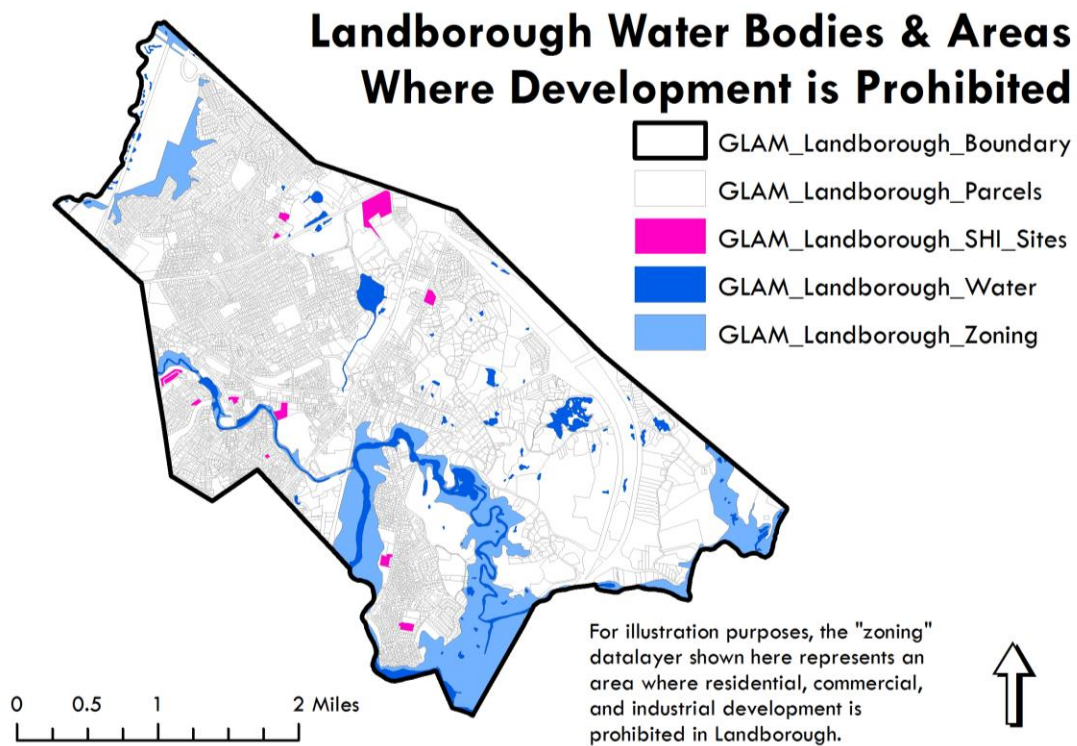 Landborough Water Bodies & Areas
Where Development is Prohibited
GLAM_Landborough_Boundary
GLAM_Landborough_Parcels
GLAM_Landborough_SHI_Sites
GLAM_Landborough_Water
GLAM_Landborough_Zoning
For illustration purposes, the "zoning"
datalayer shown here represents an
area where residential, commercial,
and industrial development is
prohibited in Landborough.
0 0.5 1 2 Miles